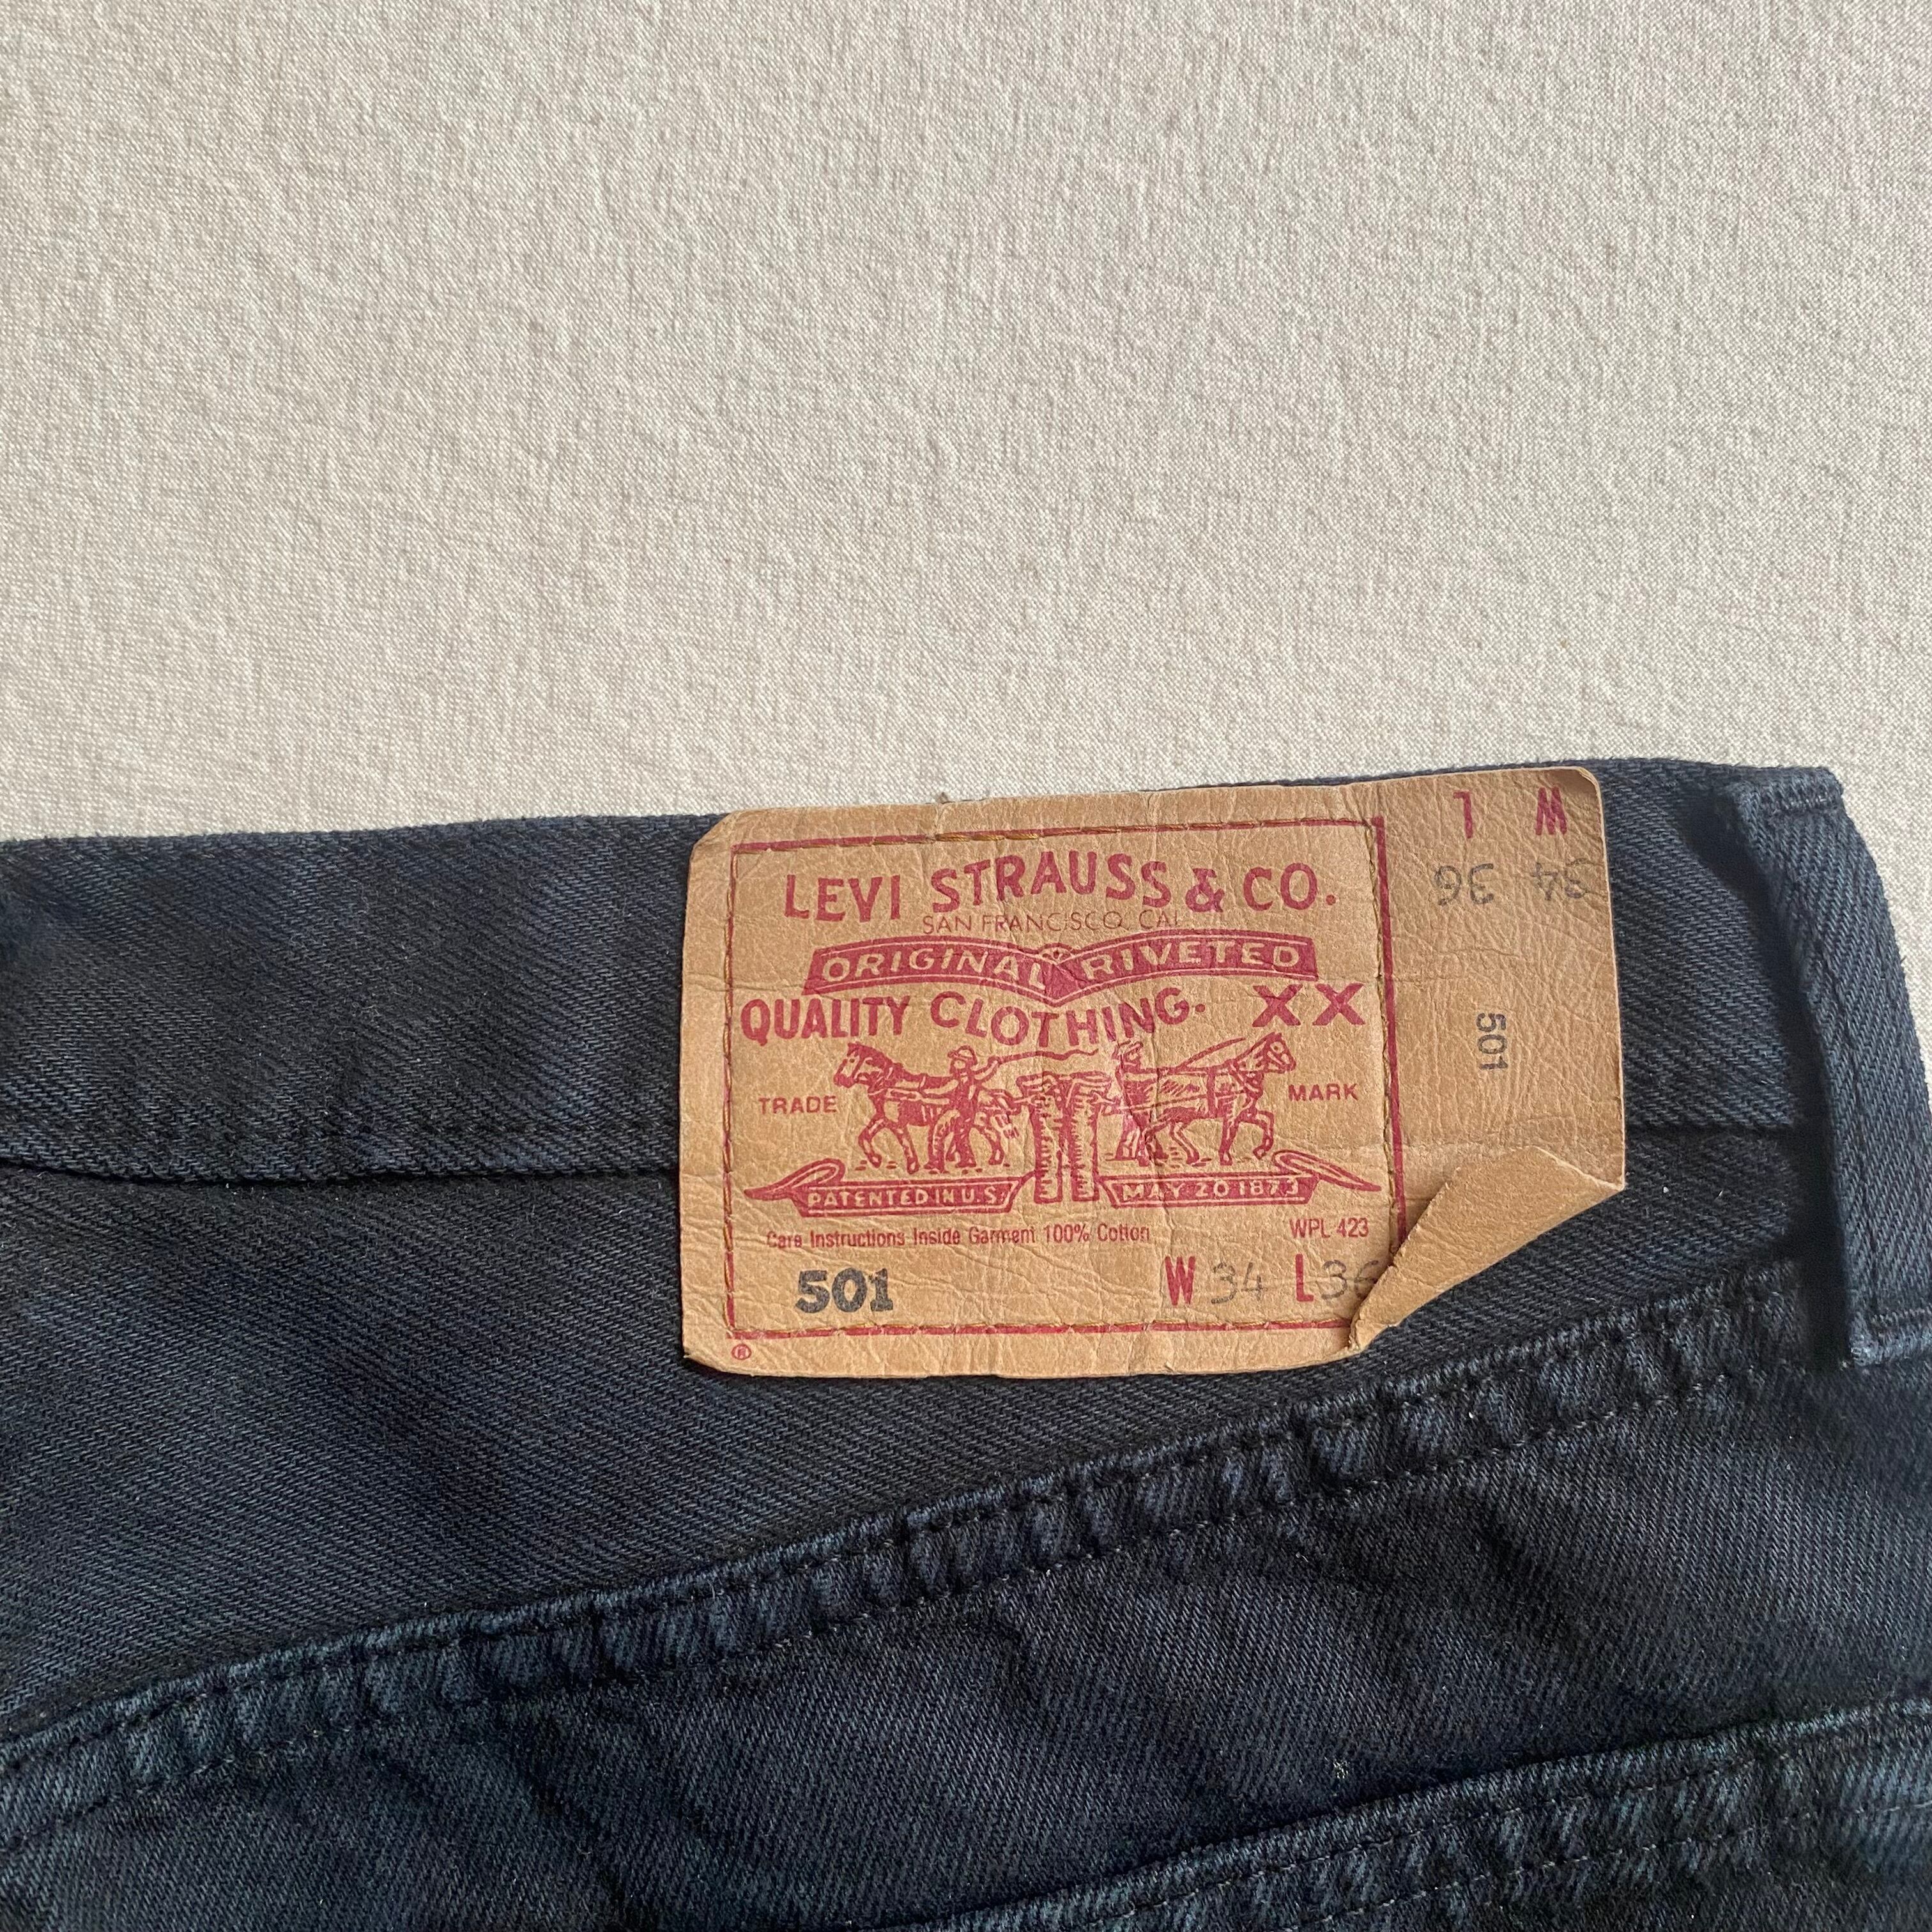 LEVI STRAUSS & CO.
SAN FRANCISCO CAL
ORIGINAL RIVETED
QUALITY CLOTHING. XX
TRADE MARK
PATENTED IN U.S. MAY 20 1873
Care Instructions Inside Garment 100% Cotton WPL 423
501 W 34 L 36
®
L W
36 34
501